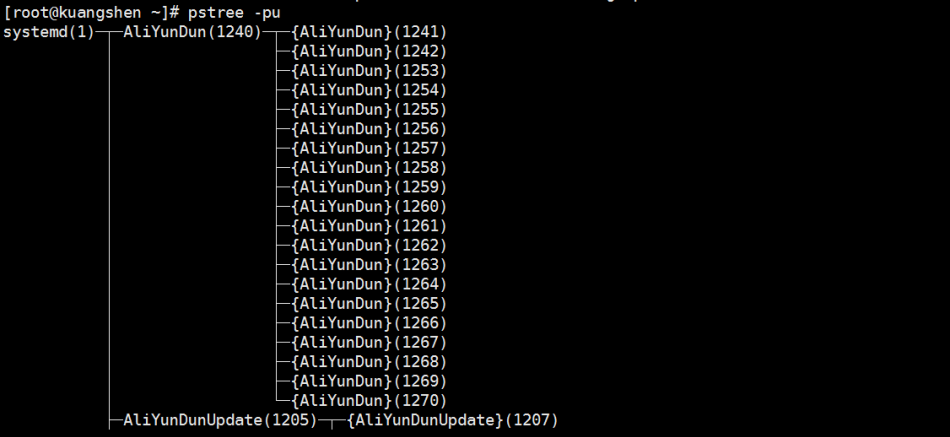 [root@kuangshen ~]# pstree -pu
systemd(1)─┬─AliYunDun(1240)─┬─{AliYunDun}(1241)
           │                 ├─{AliYunDun}(1242)
           │                 ├─{AliYunDun}(1253)
           │                 ├─{AliYunDun}(1254)
           │                 ├─{AliYunDun}(1255)
           │                 ├─{AliYunDun}(1256)
           │                 ├─{AliYunDun}(1257)
           │                 ├─{AliYunDun}(1258)
           │                 ├─{AliYunDun}(1259)
           │                 ├─{AliYunDun}(1260)
           │                 ├─{AliYunDun}(1261)
           │                 ├─{AliYunDun}(1262)
           │                 ├─{AliYunDun}(1263)
           │                 ├─{AliYunDun}(1264)
           │                 ├─{AliYunDun}(1265)
           │                 ├─{AliYunDun}(1266)
           │                 ├─{AliYunDun}(1267)
           │                 ├─{AliYunDun}(1268)
           │                 ├─{AliYunDun}(1269)
           │                 └─{AliYunDun}(1270)
           ├─AliYunDunUpdate(1205)─┬─{AliYunDunUpdate}(1207)